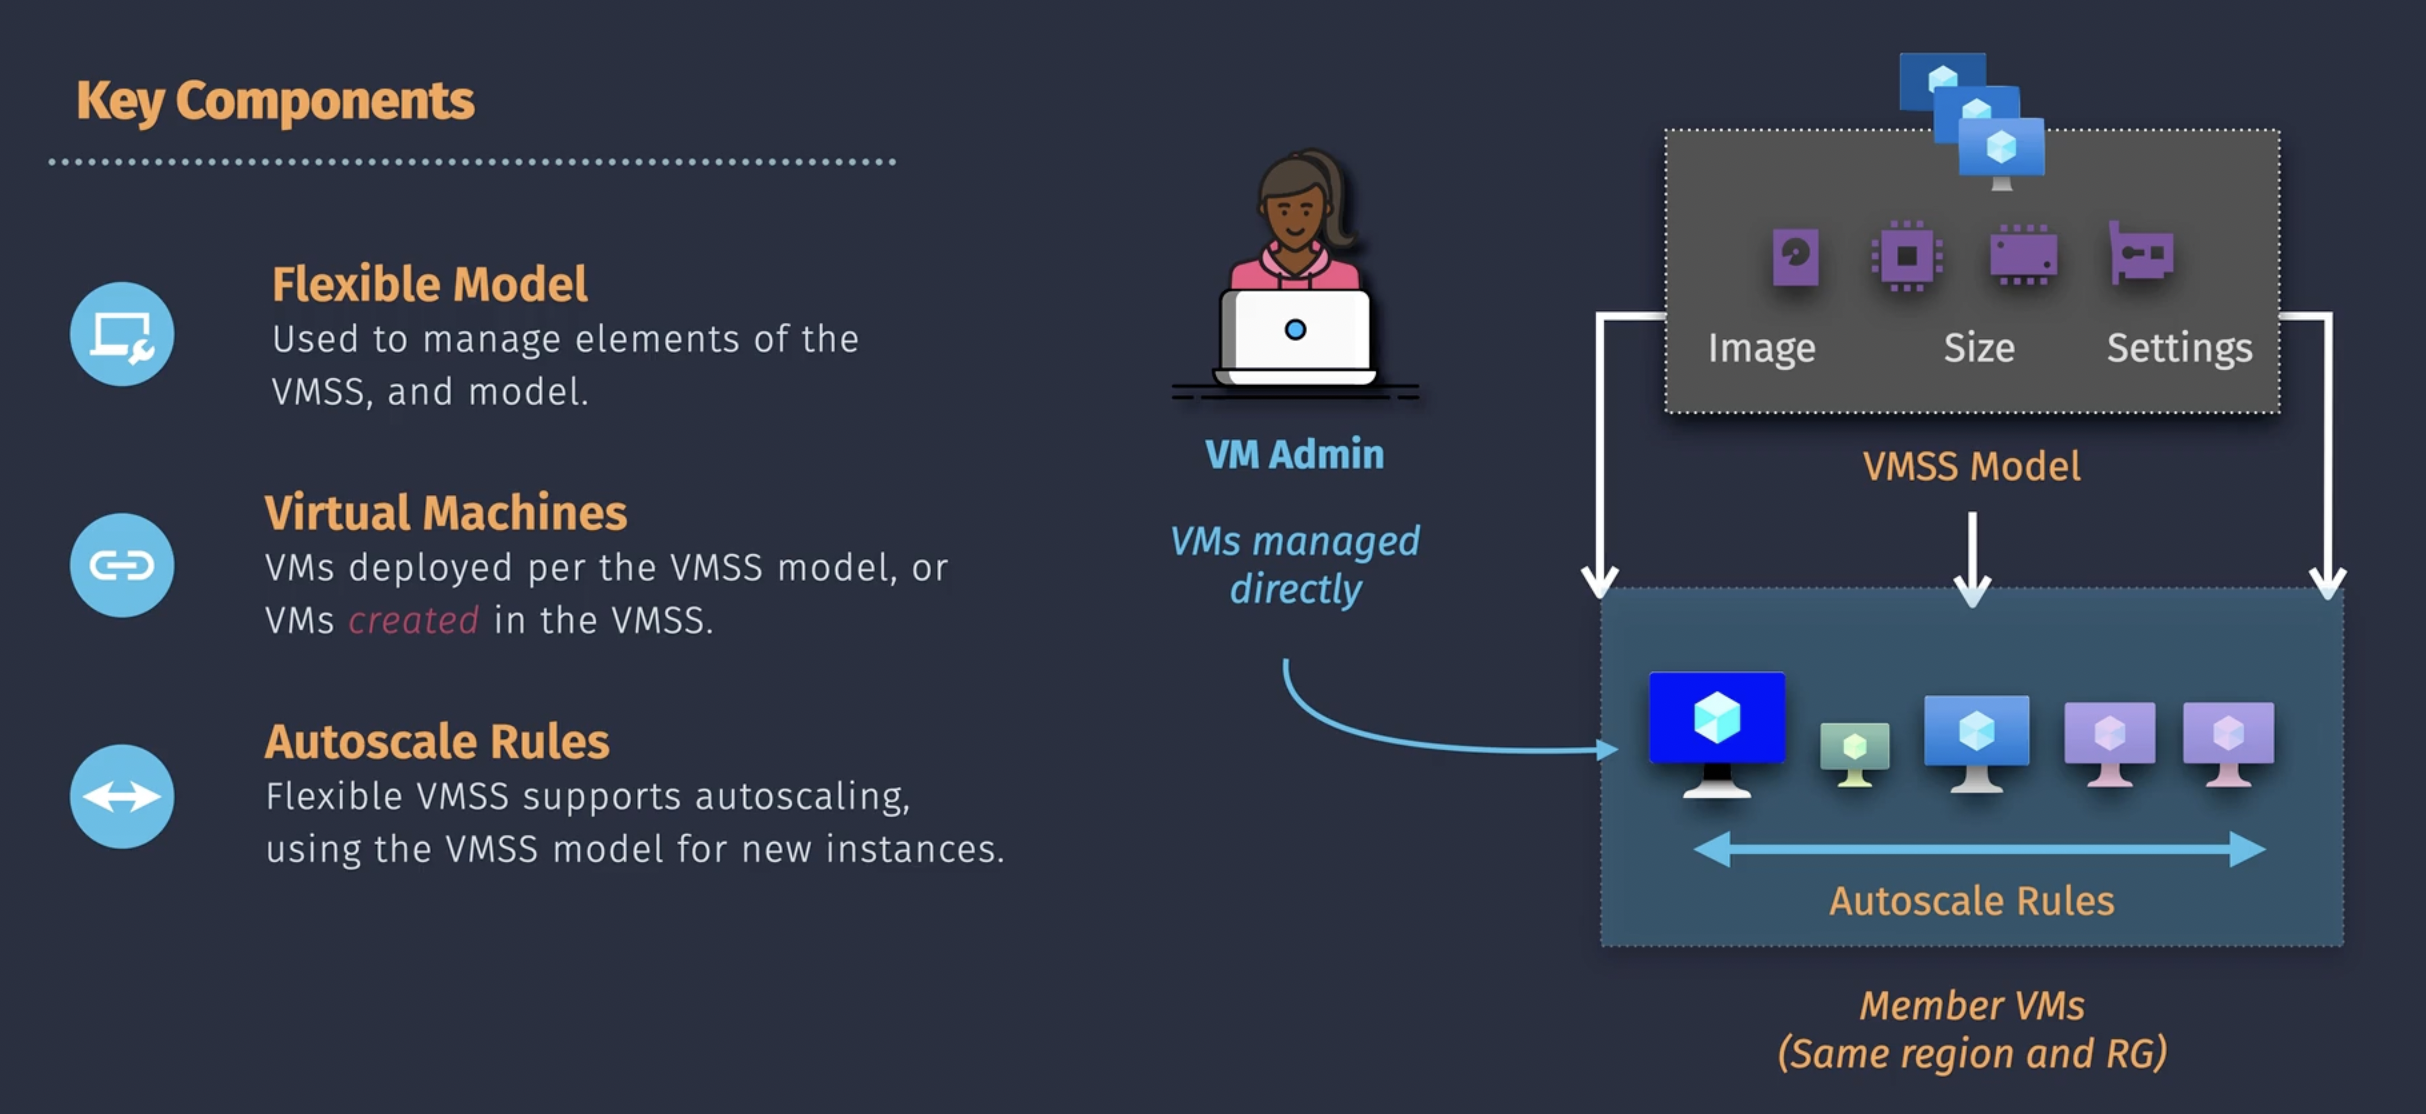 Key Components
Flexible Model
Used to manage elements of the
VMSS, and model.
Virtual Machines
VMs deployed per the VMSS model, or
VMs created in the VMSS.
Autoscale Rules
Flexible VMSS supports autoscaling,
using the VMSS model for new instances.
VM Admin
VMs managed
directly
Image Size Settings
VMSS Model
Autoscale Rules
Member VMs
(Same region and RG)